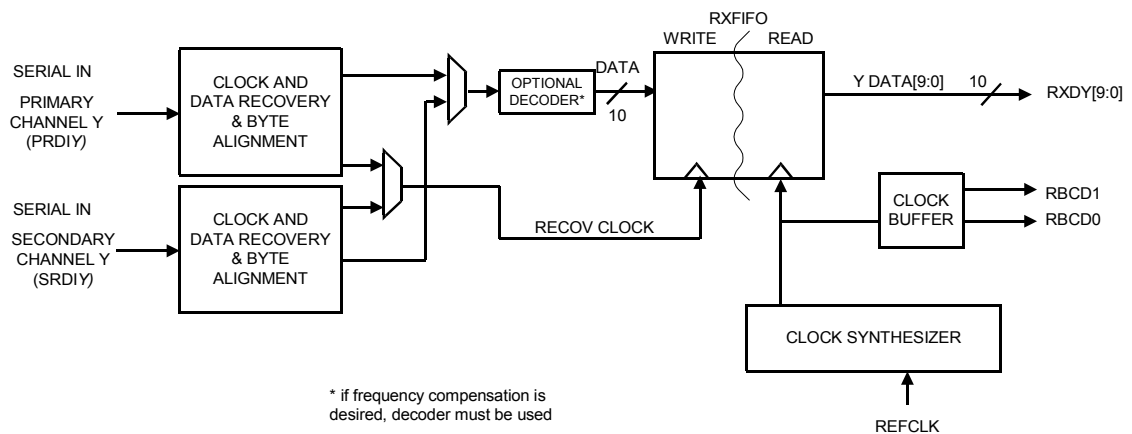 RXFIFO
WRITE
READ
SERIAL IN
PRIMARY
CHANNEL Y
(PRDIY)
CLOCK AND
DATA RECOVERY
& BYTE
ALIGNMENT
OPTIONAL
DECODER*
DATA
10
Y DATA[9:0]
10
RXDY[9:0]
SERIAL IN
SECONDARY
CHANNEL Y
(SRDIY)
CLOCK AND
DATA RECOVERY
& BYTE
ALIGNMENT
RECOV CLOCK
CLOCK
BUFFER
RBCD1
RBCD0
CLOCK SYNTHESIZER
REFCLK
* if frequency compensation is
desired, decoder must be used